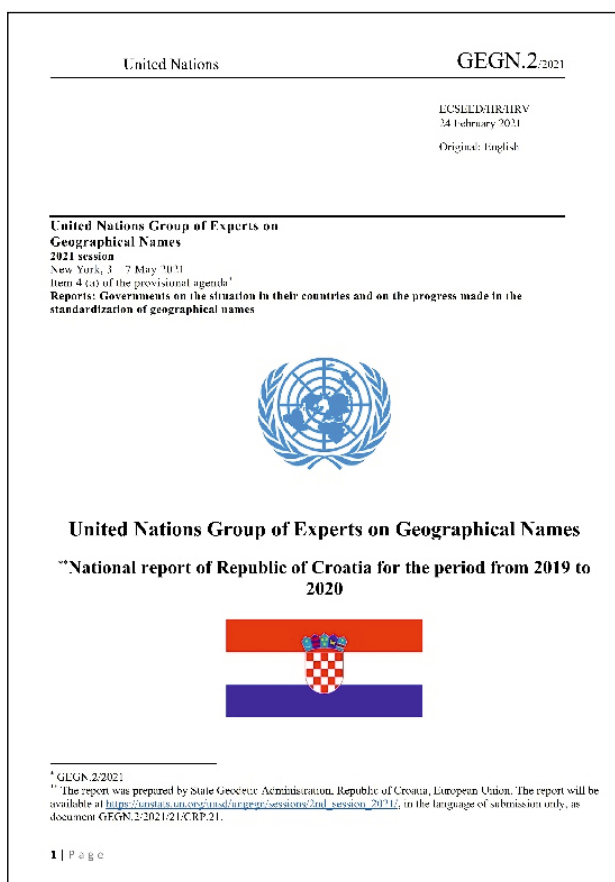 United Nations
GEGN.2/2021
ECSEED/HR/HRV
24 February 2021
Original: English
United Nations Group of Experts on
Geographical Names
2021 session
New York, 3 – 7 May 2021
Item 4 (a) of the provisional agenda*
Reports: Governments on the situation in their countries and on the progress made in the
standardization of geographical names
United Nations Group of Experts on Geographical Names
**National report of Republic of Croatia for the period from 2019 to
2020
* GEGN.2/2021
** The report was prepared by State Geodetic Administration, Republic of Croatia, European Union. The report will be
available at https://unstats.un.org/unsd/ungegn/sessions/2nd_session_2021/, in the language of submission only, as
document GEGN.2/2021/21/CRP.21.
1 | Page